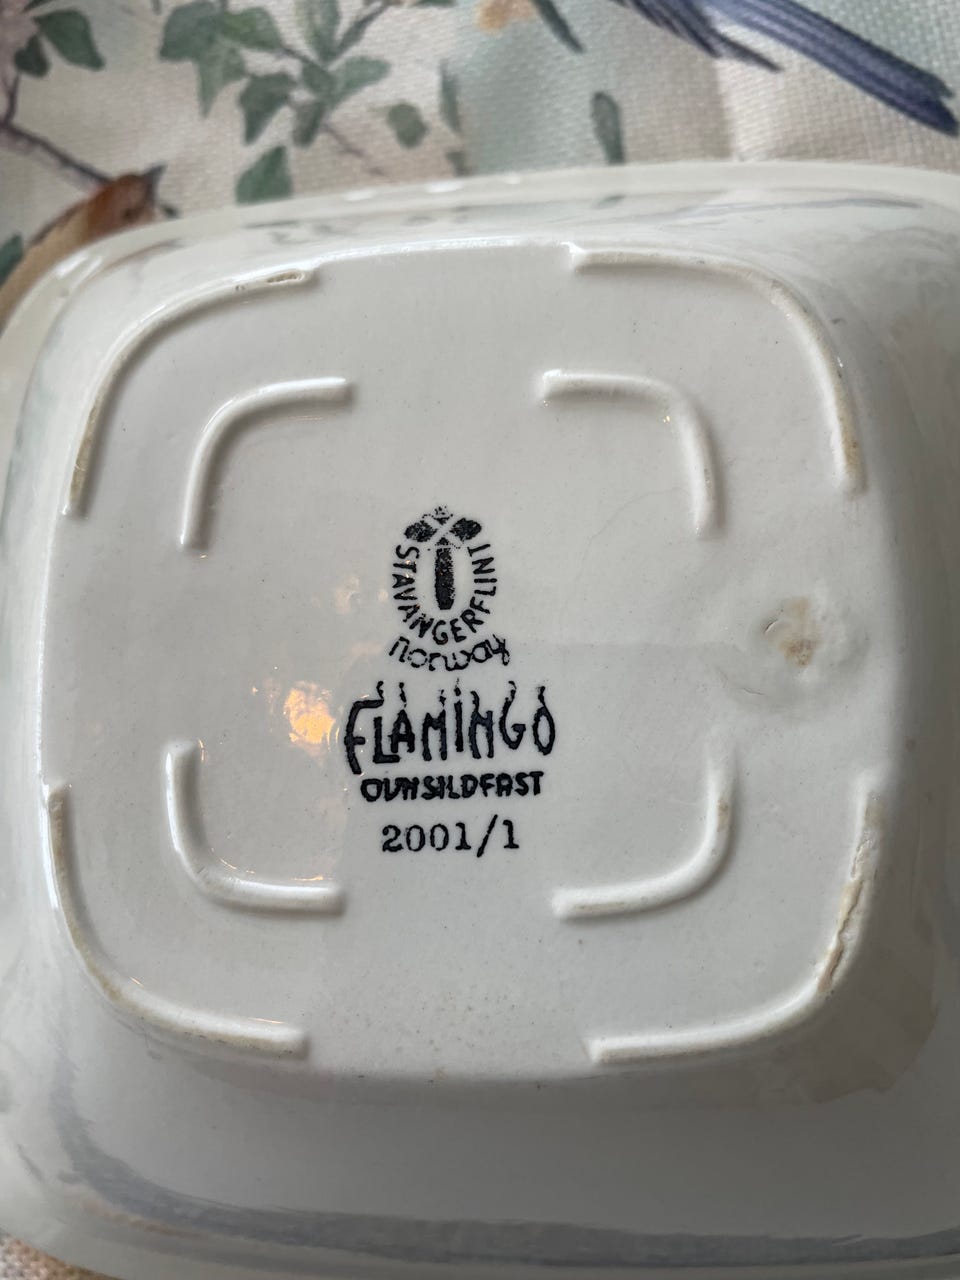 STAVANGERFLINT
norway
FLAMINGO
OVNSILDFAST
2001/1